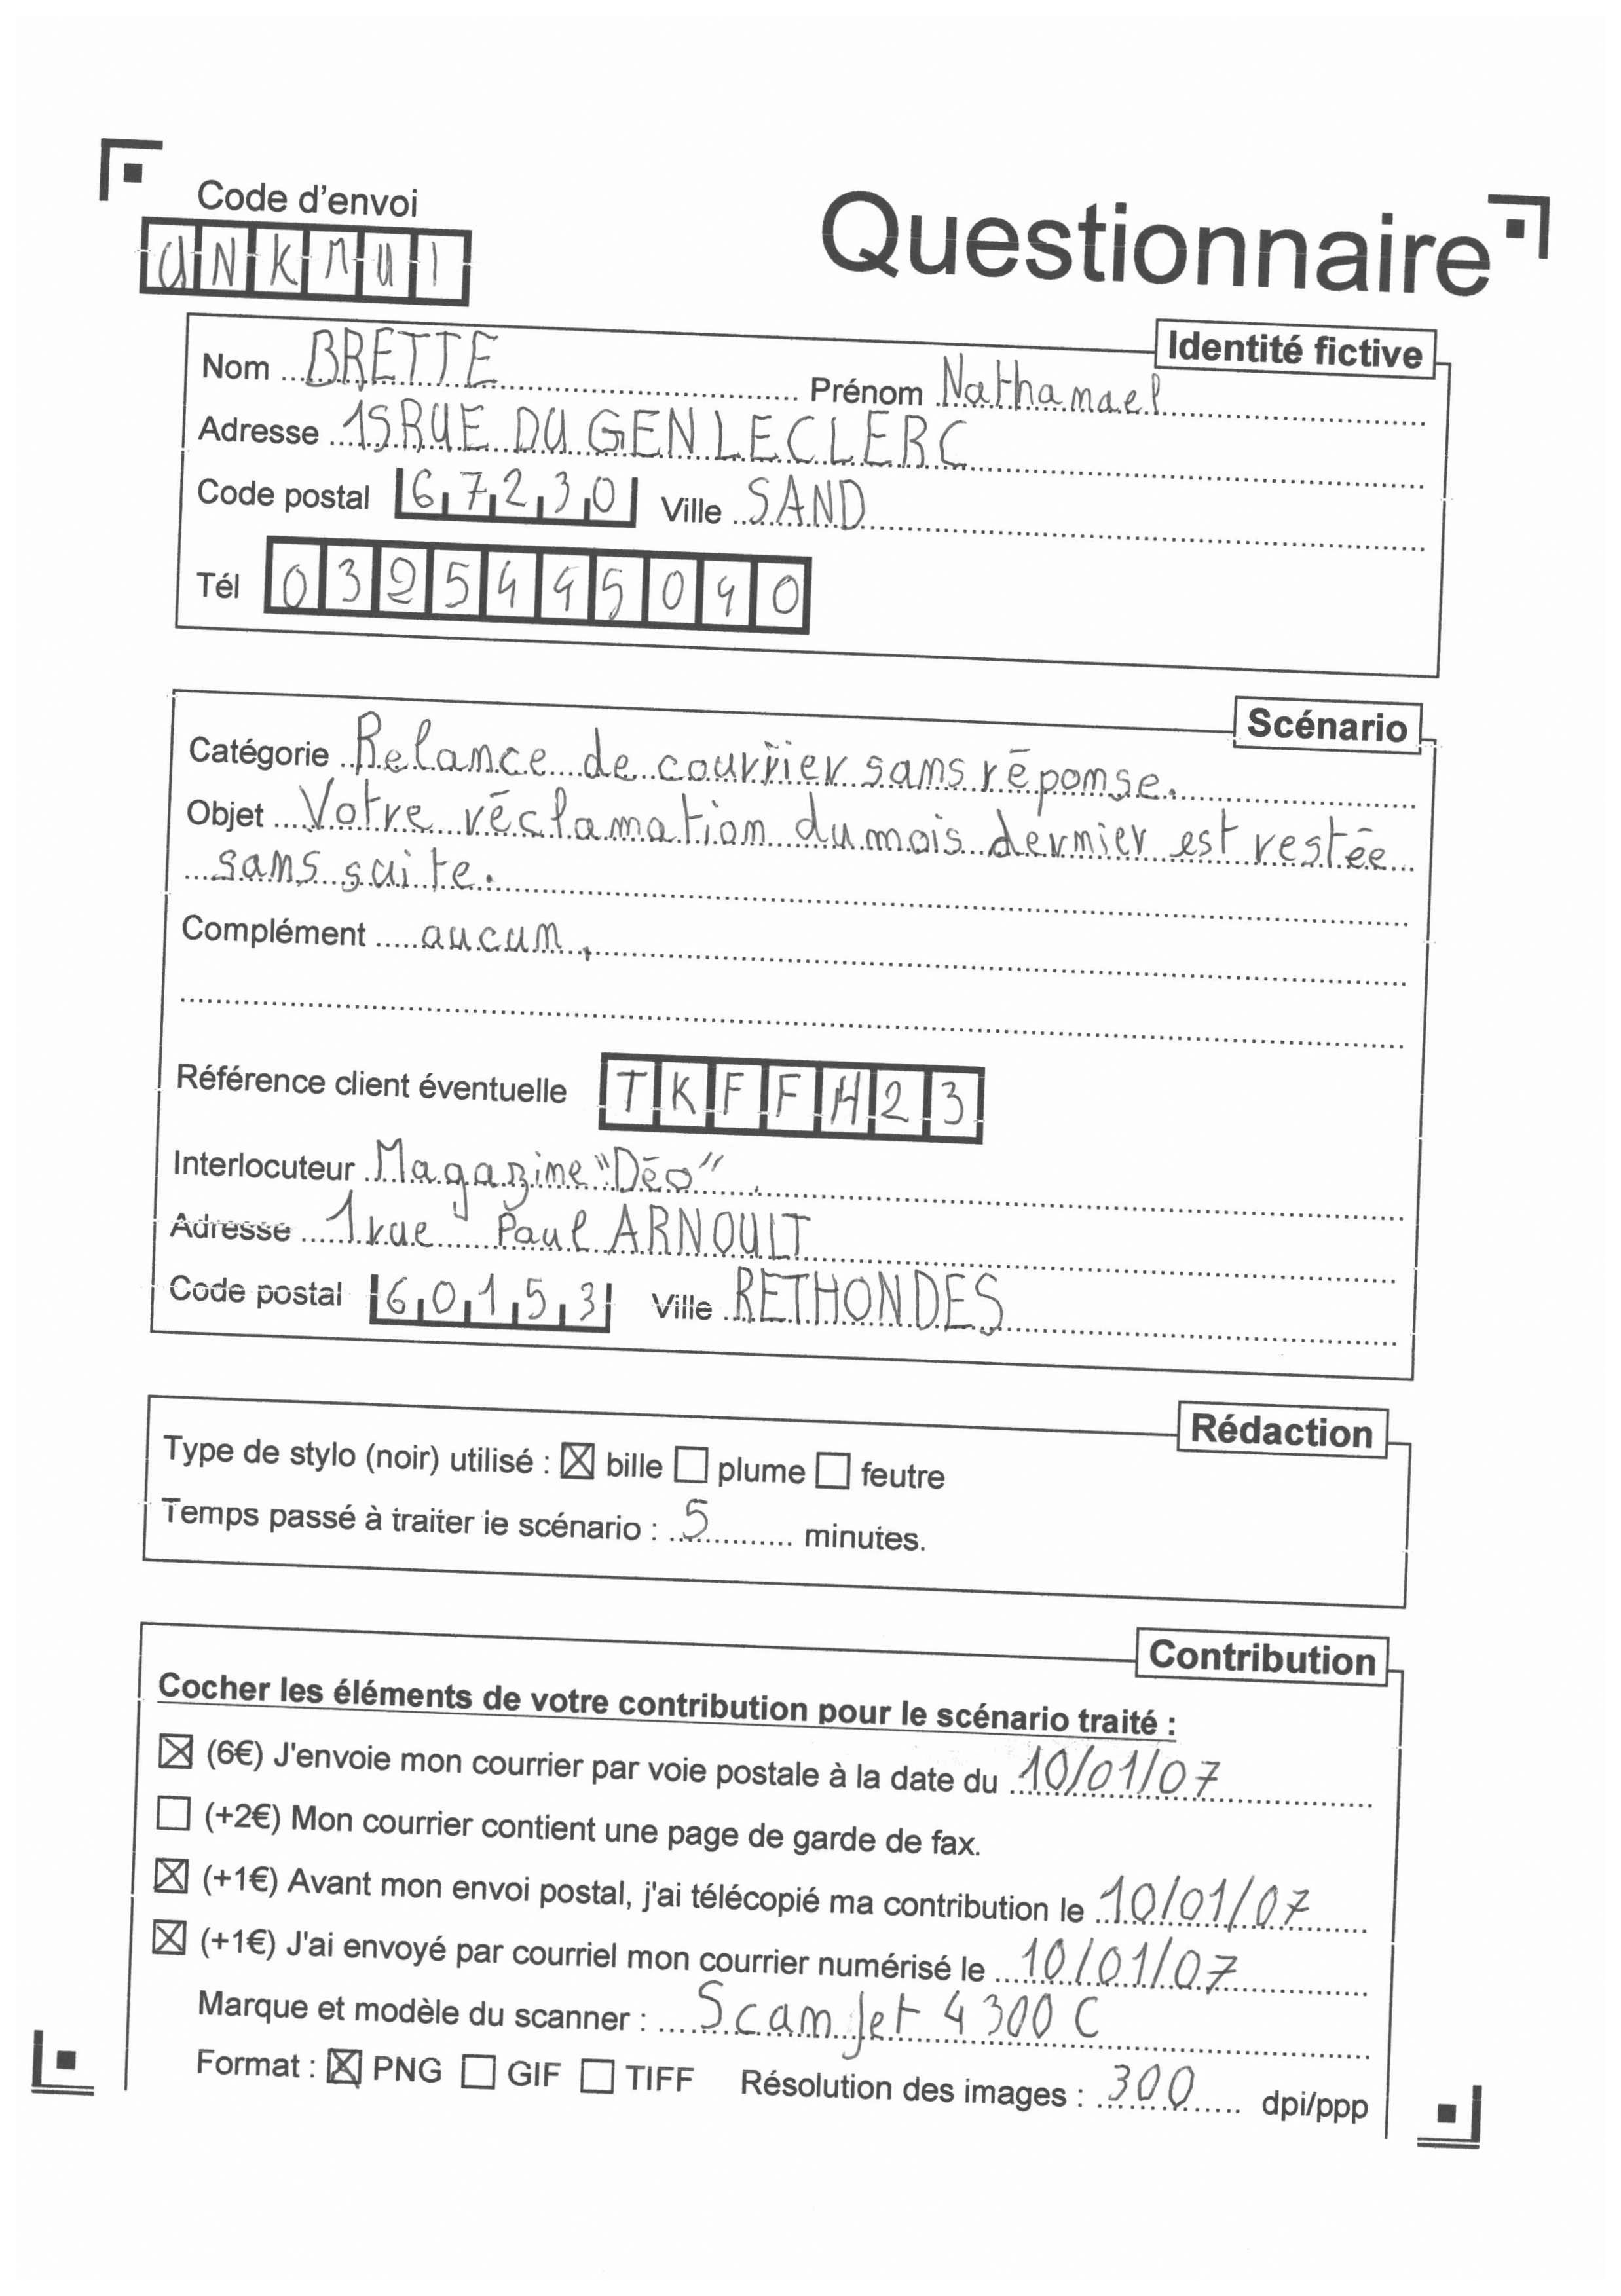 Code d'envoi
UNKMUI
Questionnaire
Identité fictive
Nom BRETTE Prénom Nathanael
Adresse 15 RUE DU GEN LECLERC
Code postal 67230 Ville SAND
Tél 0325445040
Scénario
Catégorie Relance de courrier sans réponse.
Objet Votre réclamation du mois dernier est restée
sans suite.
Complément aucun.
Référence client éventuelle TKFFH23
Interlocuteur Magazine "Déo".
Adresse 1 rue Paul ARNOULT
Code postal 60153 Ville RETHONDES
Rédaction
Type de stylo (noir) utilisé : ☒ bille ☐ plume ☐ feutre
Temps passé à traiter le scénario : 5 minutes.
Contribution
Cocher les éléments de votre contribution pour le scénario traité :
☒ (6€) J'envoie mon courrier par voie postale à la date du 10/01/07
☐ (+2€) Mon courrier contient une page de garde de fax.
☒ (+1€) Avant mon envoi postal, j'ai télécopié ma contribution le 10/01/07
☒ (+1€) J'ai envoyé par courriel mon courrier numérisé le 10/01/07
Marque et modèle du scanner : Scanjet 4300 C
Format : ☒ PNG ☐ GIF ☐ TIFF Résolution des images : 300 dpi/ppp